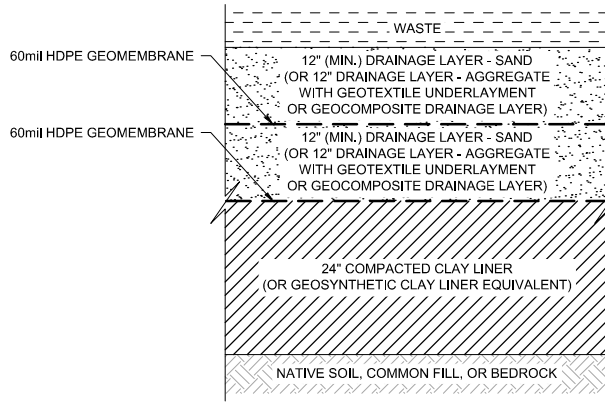 WASTE
60mil HDPE GEOMEMBRANE
12" (MIN.) DRAINAGE LAYER - SAND
(OR 12" DRAINAGE LAYER - AGGREGATE
WITH GEOTEXTILE UNDERLAYMENT
OR GEOCOMPOSITE DRAINAGE LAYER)
60mil HDPE GEOMEMBRANE
12" (MIN.) DRAINAGE LAYER - SAND
(OR 12" DRAINAGE LAYER - AGGREGATE
WITH GEOTEXTILE UNDERLAYMENT
OR GEOCOMPOSITE DRAINAGE LAYER)
24" COMPACTED CLAY LINER
(OR GEOSYNTHETIC CLAY LINER EQUIVALENT)
NATIVE SOIL, COMMON FILL, OR BEDROCK